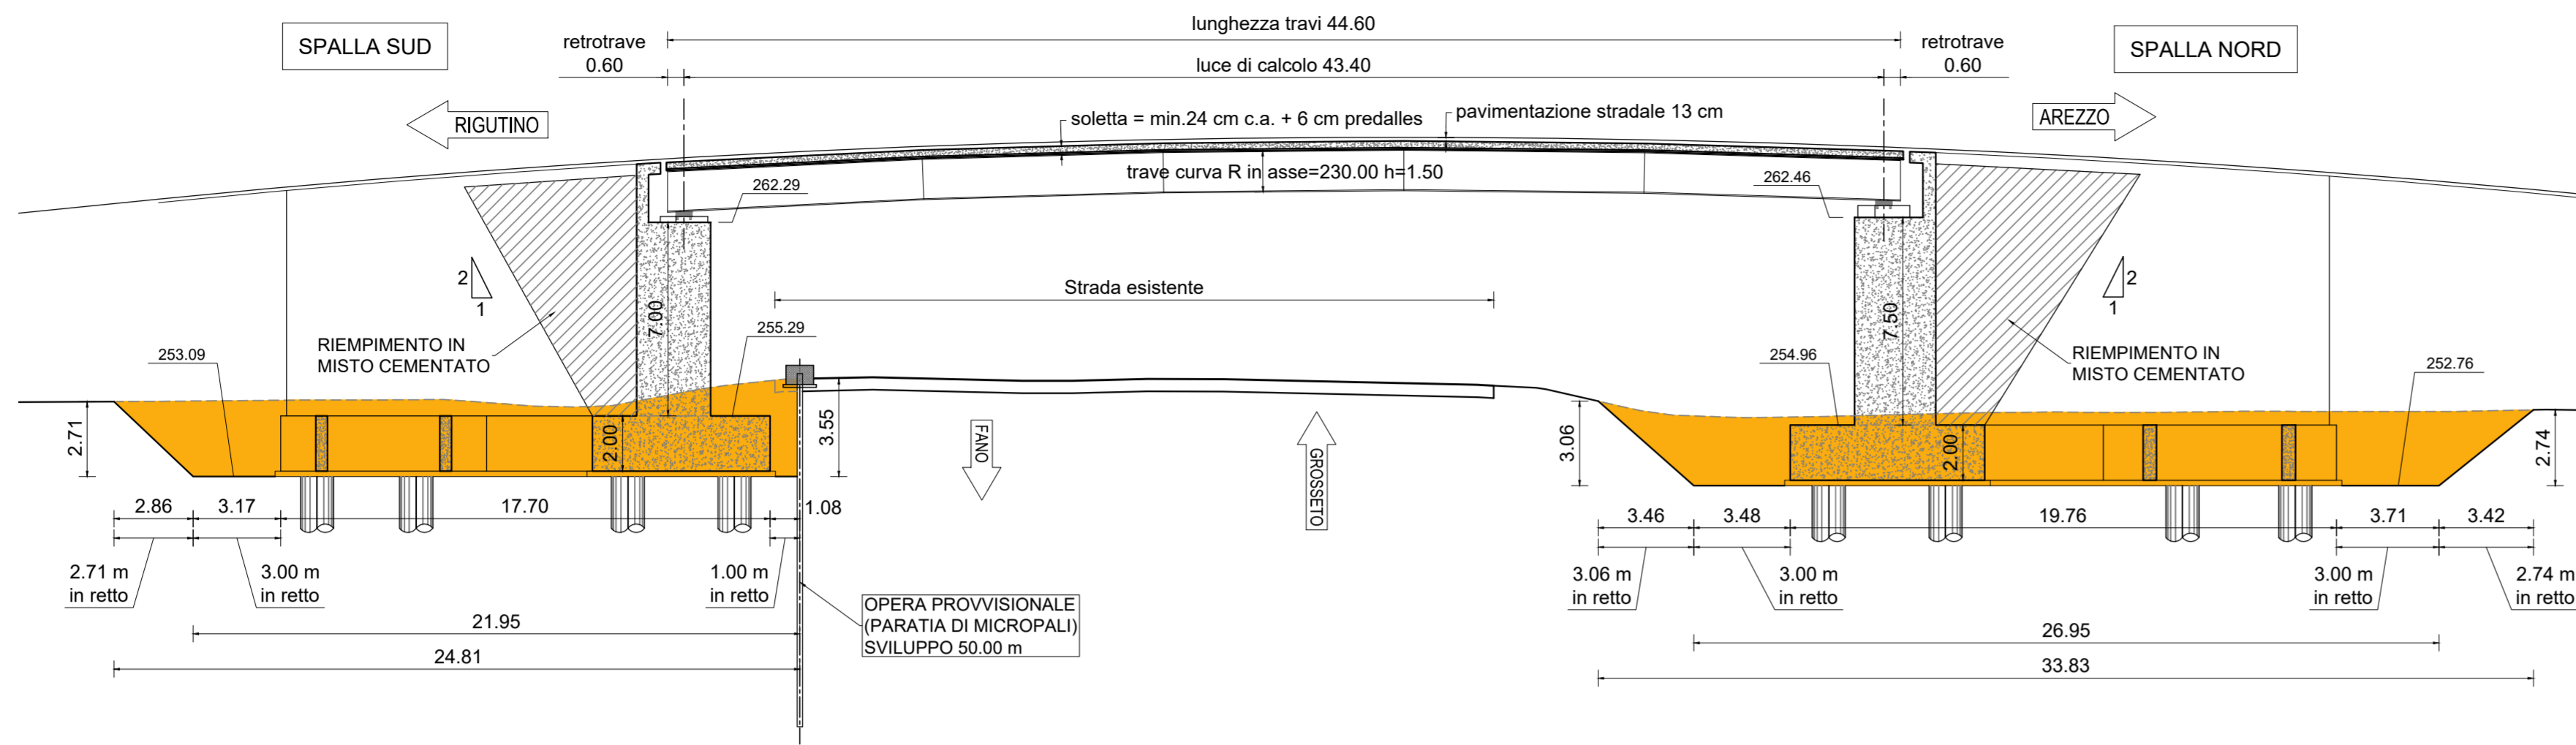 lunghezza travi 44.60
SPALLA SUD
retrotrave
0.60
luce di calcolo 43.40
retrotrave
0.60
SPALLA NORD
RIGUTINO
soletta = min.24 cm c.a. + 6 cm predalles
pavimentazione stradale 13 cm
AREZZO
trave curva R in asse=230.00 h=1.50
262.29
262.46
2
1
Strada esistente
2
1
7.00
7.50
RIEMPIMENTO IN
MISTO CEMENTATO
253.09
255.29
254.96
RIEMPIMENTO IN
MISTO CEMENTATO
252.76
2.71
2.00
3.55
FANO
GROSSETO
3.06
2.00
2.74
2.86
3.17
17.70
1.08
3.46
3.48
19.76
3.71
3.42
2.71 m
in retto
3.00 m
in retto
1.00 m
in retto
3.06 m
in retto
3.00 m
in retto
3.00 m
in retto
2.74 m
in retto
OPERA PROVVISIONALE
(PARATIA DI MICROPALI)
SVILUPPO 50.00 m
21.95
24.81
26.95
33.83